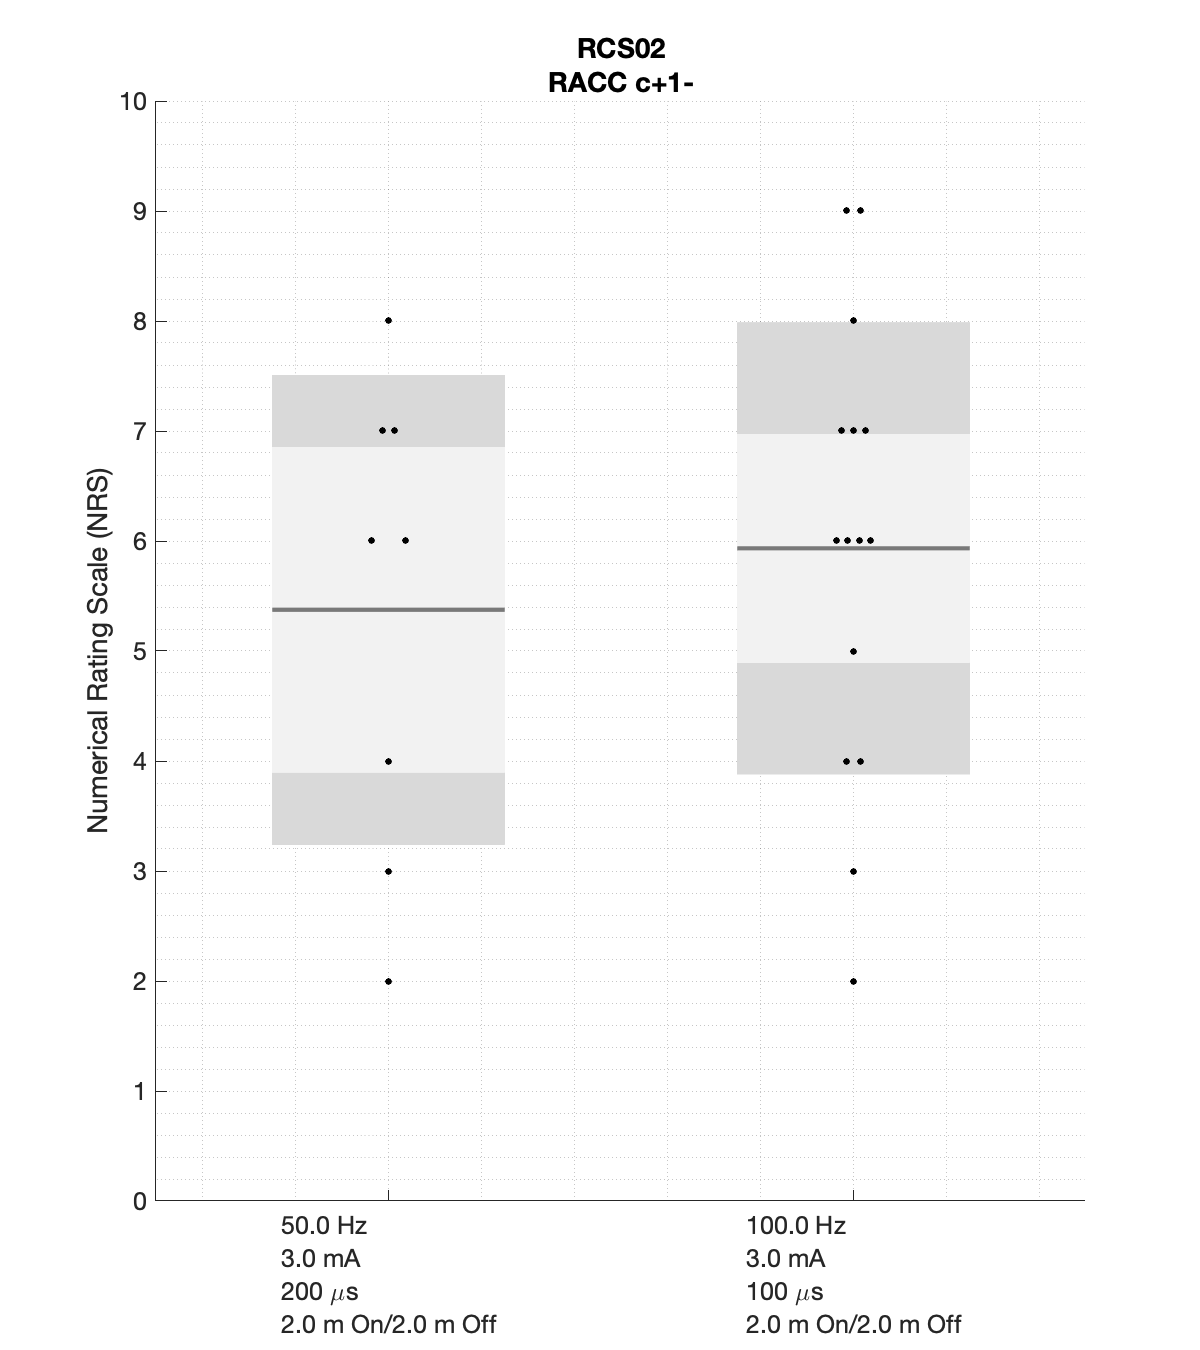 RCS02
RACC c+1-
10
9
8
7
6
5
4
3
2
1
0
Numerical Rating Scale (NRS)
50.0 Hz
3.0 mA
200 μs
2.0 m On/2.0 m Off
100.0 Hz
3.0 mA
100 μs
2.0 m On/2.0 m Off